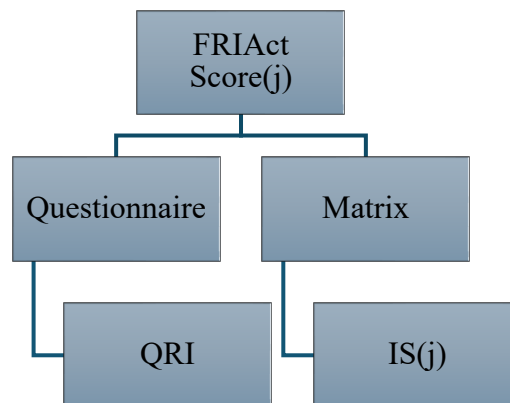 FRIAct
Score(j)
Questionnaire
Matrix
QRI
IS(j)